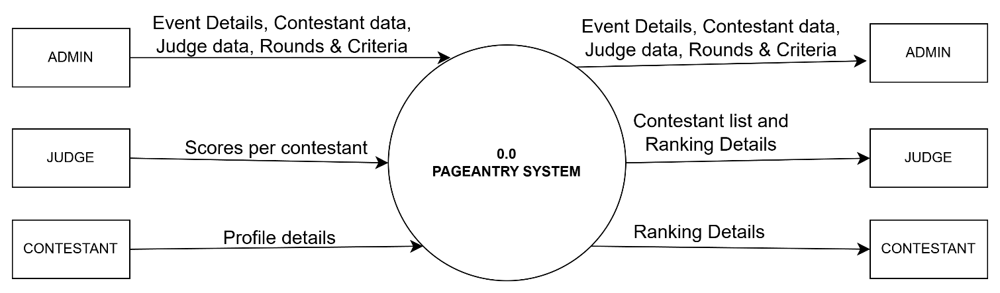 Event Details, Contestant data,
Judge data, Rounds & Criteria
ADMIN
Event Details, Contestant data,
Judge data, Rounds & Criteria
ADMIN
JUDGE
Scores per contestant
0.0
PAGEANTRY SYSTEM
Contestant list and
Ranking Details
JUDGE
CONTESTANT
Profile details
Ranking Details
CONTESTANT